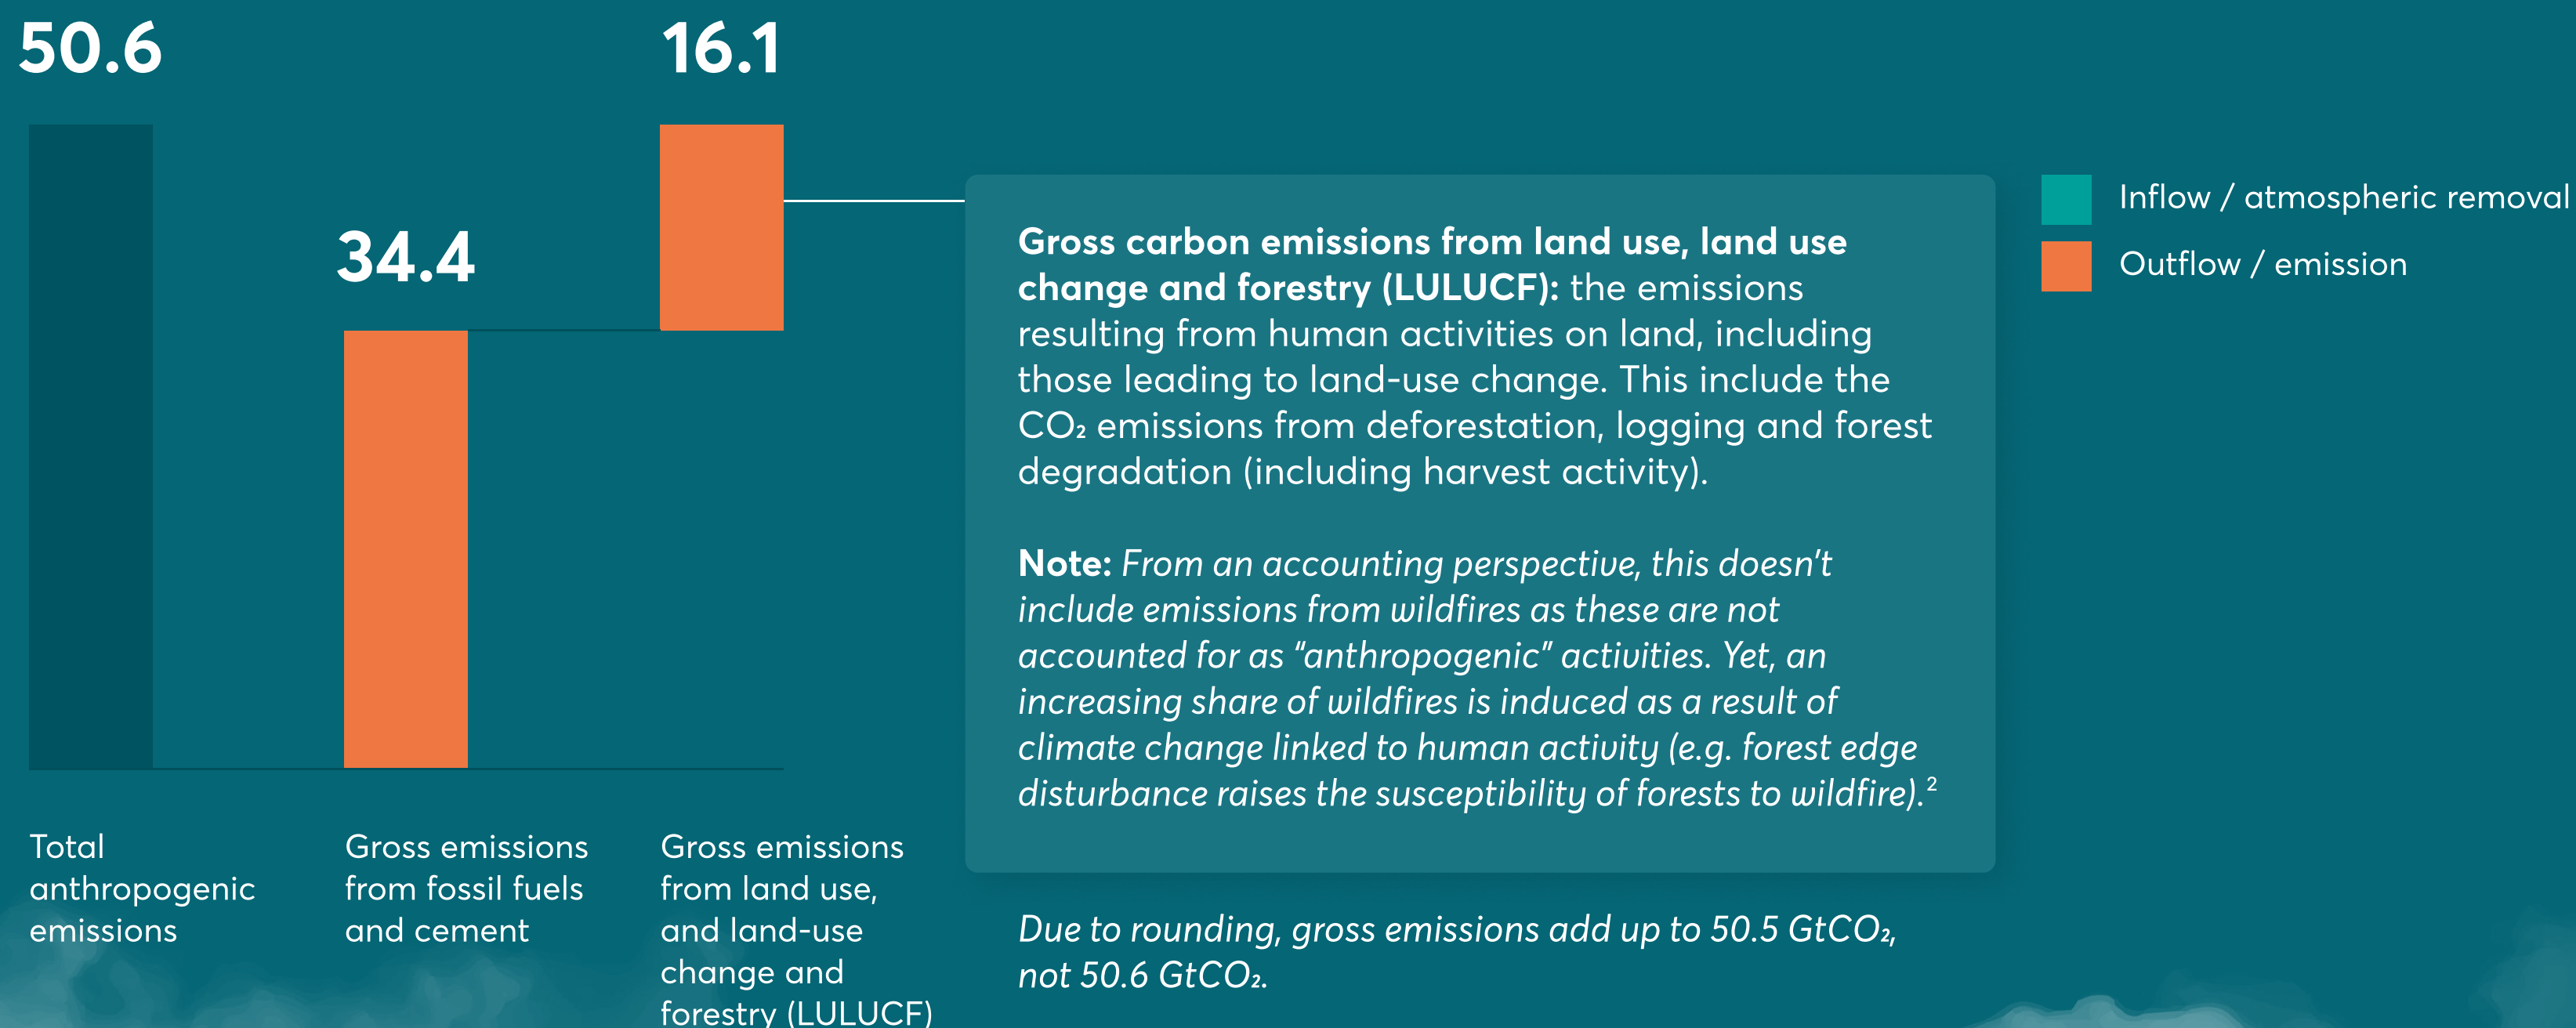 50.6
34.4
16.1
Total
anthropogenic
emissions
Gross emissions
from fossil fuels
and cement
Gross emissions
from land use,
and land-use
change and
forestry (LULUCF)
Gross carbon emissions from land use, land use
change and forestry (LULUCF): the emissions
resulting from human activities on land, including
those leading to land-use change. This include the
CO₂ emissions from deforestation, logging and forest
degradation (including harvest activity).
Note: From an accounting perspective, this doesn’t
include emissions from wildfires as these are not
accounted for as “anthropogenic” activities. Yet, an
increasing share of wildfires is induced as a result of
climate change linked to human activity (e.g. forest edge
disturbance raises the susceptibility of forests to wildfire).²
Due to rounding, gross emissions add up to 50.5 GtCO₂,
not 50.6 GtCO₂.
Inflow / atmospheric removal
Outflow / emission